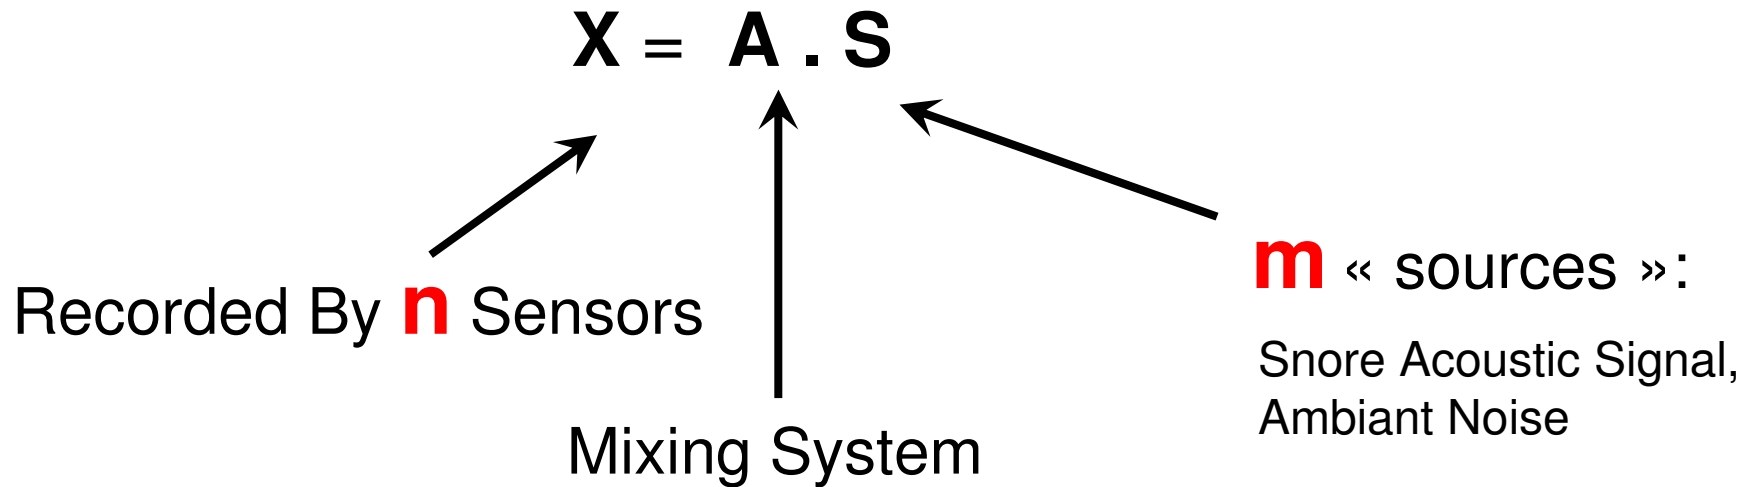 X = A . S
m « sources »:
Recorded By n Sensors
Snore Acoustic Signal,
Ambiant Noise
Mixing System